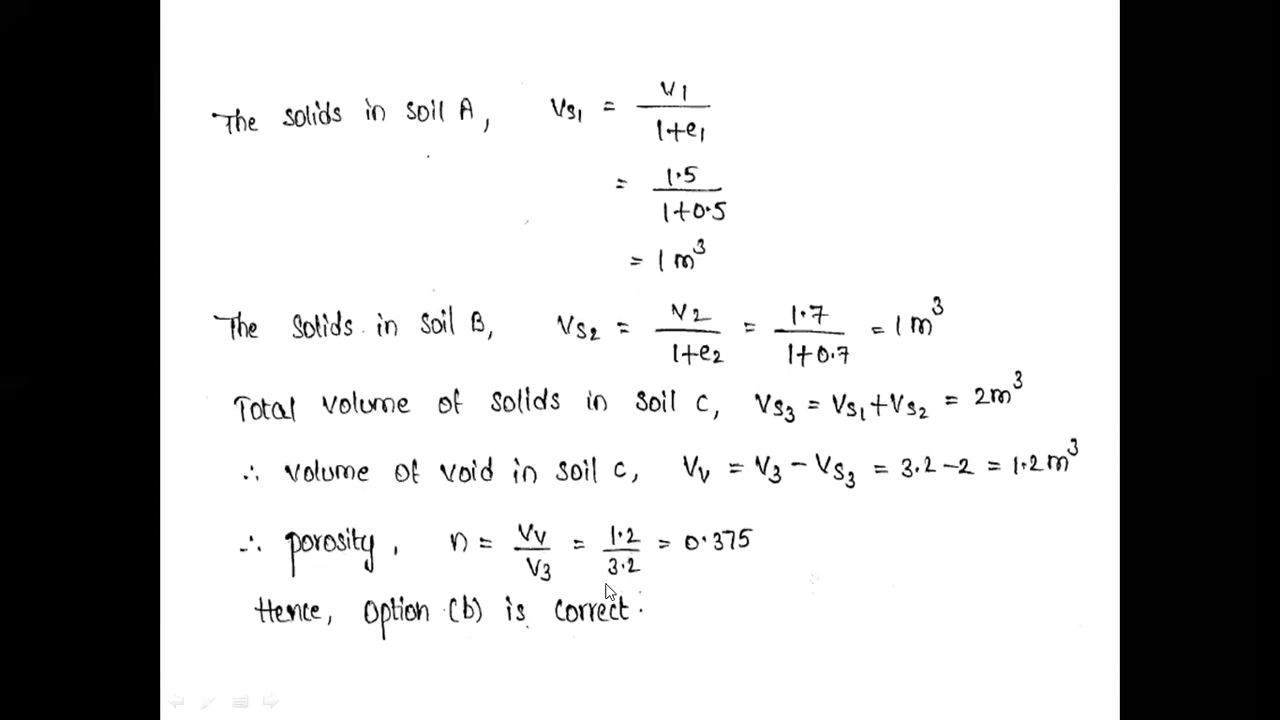 The solids in soil A, Vs₁ = V1 / 1+e₁
= 1.5 / 1+0.5
= 1 m³
The solids in soil B, Vs₂ = V2 / 1+e₂ = 1.7 / 1+0.7 = 1 m³
Total volume of solids in soil C, Vs₃ = Vs₁+Vs₂ = 2m³
∴ volume of void in soil C, Vv = V₃ − Vs₃ = 3.2 − 2 = 1.2 m³
∴ porosity, n = Vv / V₃ = 1.2 / 3.2 = 0.375
Hence, option (b) is correct.